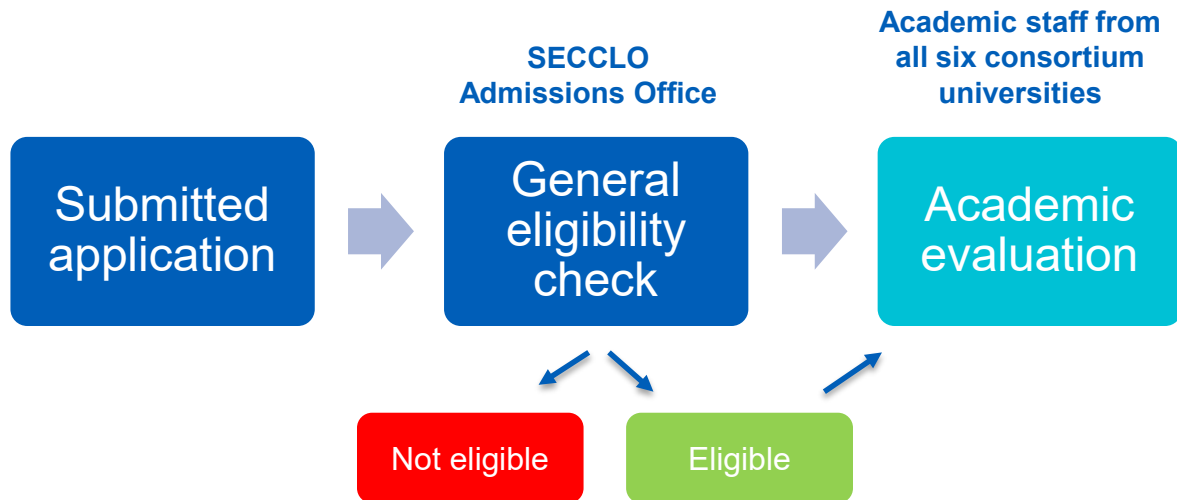 SECCLO
Admissions Office
Academic staff from
all six consortium
universities
Submitted
application
General
eligibility
check
Academic
evaluation
Not eligible
Eligible